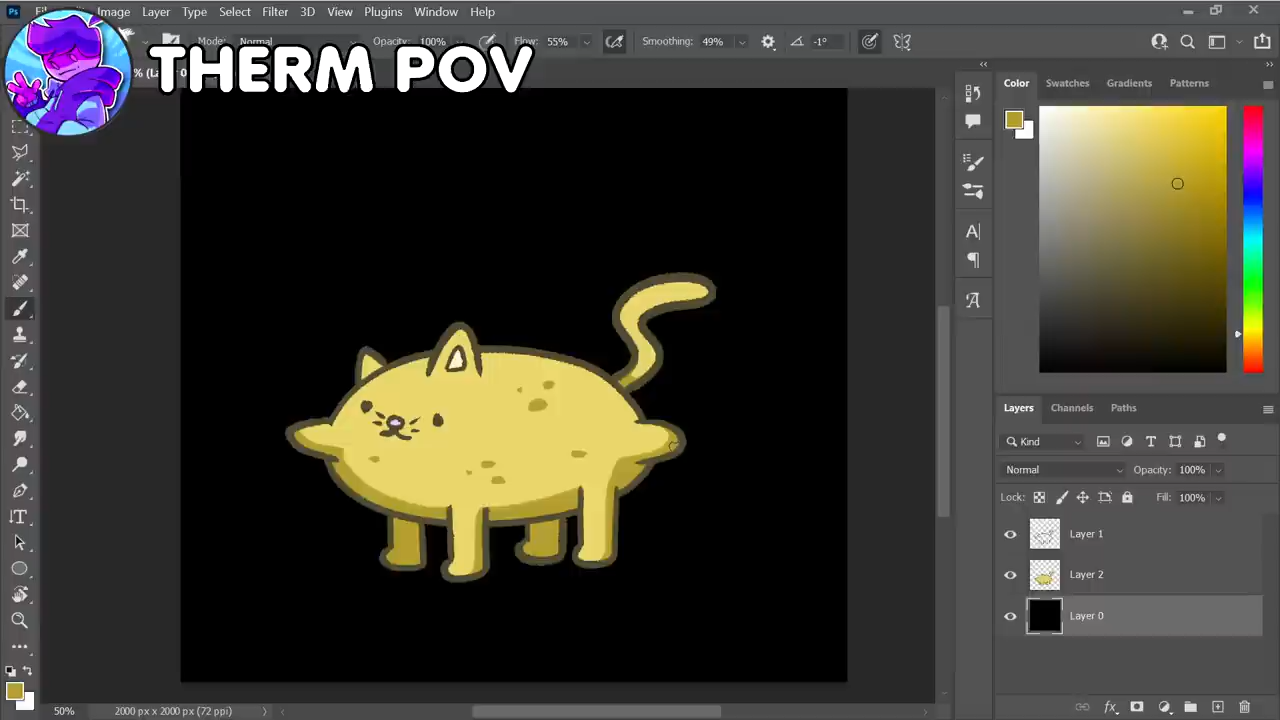 Ps
Image Layer Type Select Filter 3D View Plugins Window Help
Mode: Normal Opacity: 100% Flow: 55% Smoothing: 49% -1°
THERM POV
Color Swatches Gradients Patterns
Layers Channels Paths
Kind
Normal Opacity: 100%
Lock: Fill: 100%
Layer 1
Layer 2
Layer 0
50% 2000 px x 2000 px (72 ppi)